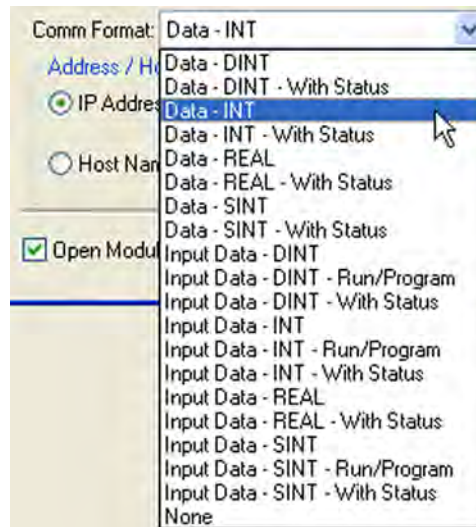 Comm Format: Data - INT
Address / H
IP Addre
Host Nan
Open Modul
Data - DINT
Data - DINT - With Status
Data - INT
Data - INT - With Status
Data - REAL
Data - REAL - With Status
Data - SINT
Data - SINT - With Status
Input Data - DINT
Input Data - DINT - Run/Program
Input Data - DINT - With Status
Input Data - INT
Input Data - INT - Run/Program
Input Data - INT - With Status
Input Data - REAL
Input Data - REAL - With Status
Input Data - SINT
Input Data - SINT - Run/Program
Input Data - SINT - With Status
None